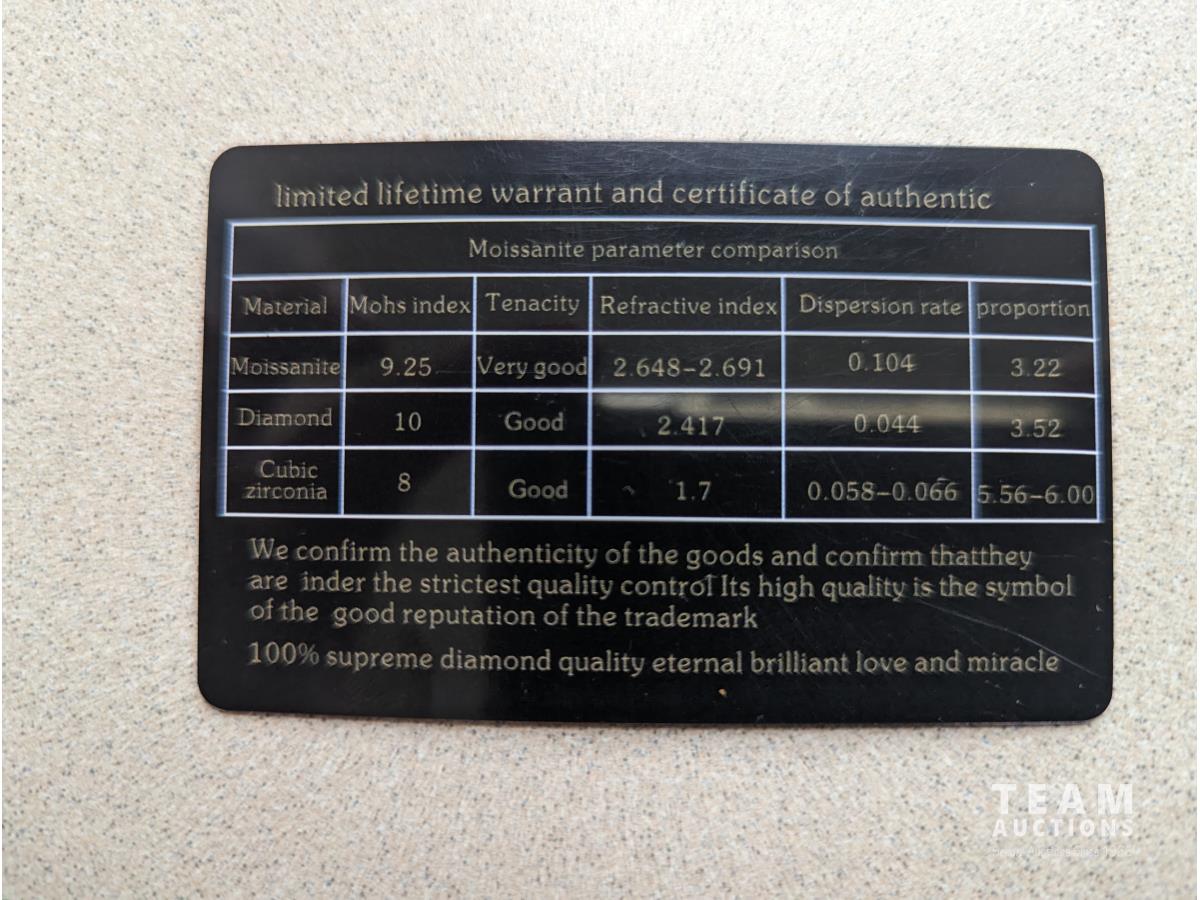 limited lifetime warrant and certificate of authentic
Moissanite parameter comparison
Material Mohs index Tenacity Refractive index Dispersion rate proportion
Moissanite 9.25 Very good 2.648-2.691 0.104 3.22
Diamond 10 Good 2.417 0.044 3.52
Cubic zirconia 8 Good 1.7 0.058-0.066 5.56-6.00
We confirm the authenticity of the goods and confirm thatthey
are inder the strictest quality control Its high quality is the symbol
of the good reputation of the trademark
100% supreme diamond quality eternal brilliant love and miracle
TEAM
AUCTIONS